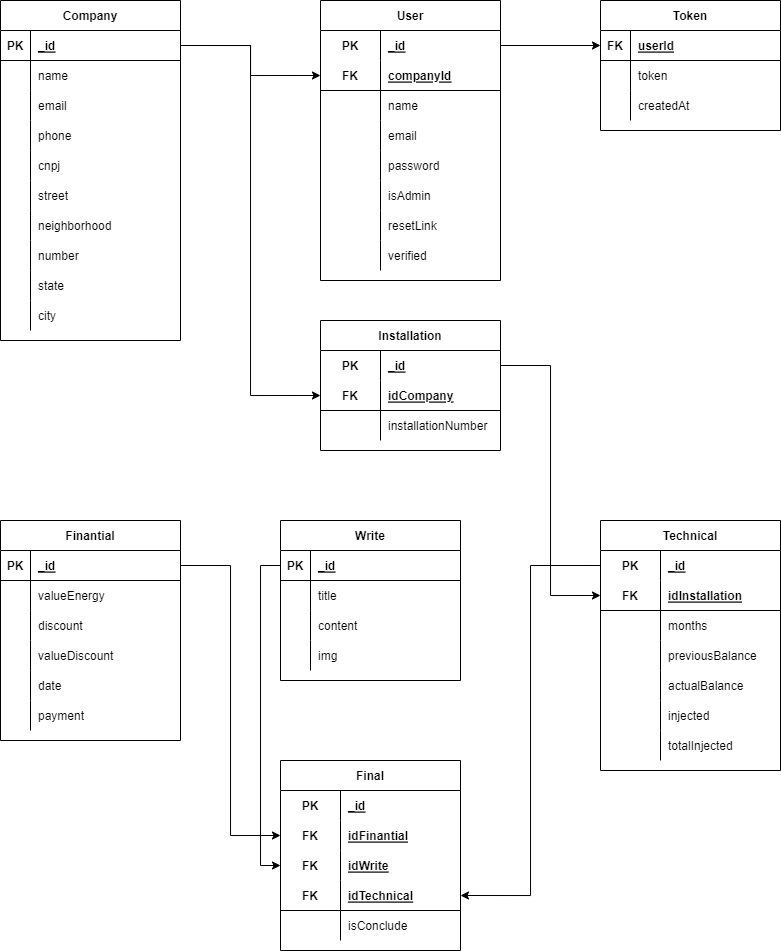 Company
PK _id
name
email
phone
cnpj
street
neighborhood
number
state
city
User
PK _id
FK companyId
name
email
password
isAdmin
resetLink
verified
Token
FK userId
token
createdAt
Installation
PK _id
FK idCompany
installationNumber
Finantial
PK _id
valueEnergy
discount
valueDiscount
date
payment
Write
PK _id
title
content
img
Technical
PK _id
FK idInstallation
months
previousBalance
actualBalance
injected
totalInjected
Final
PK _id
FK idFinantial
FK idWrite
FK idTechnical
isConclude